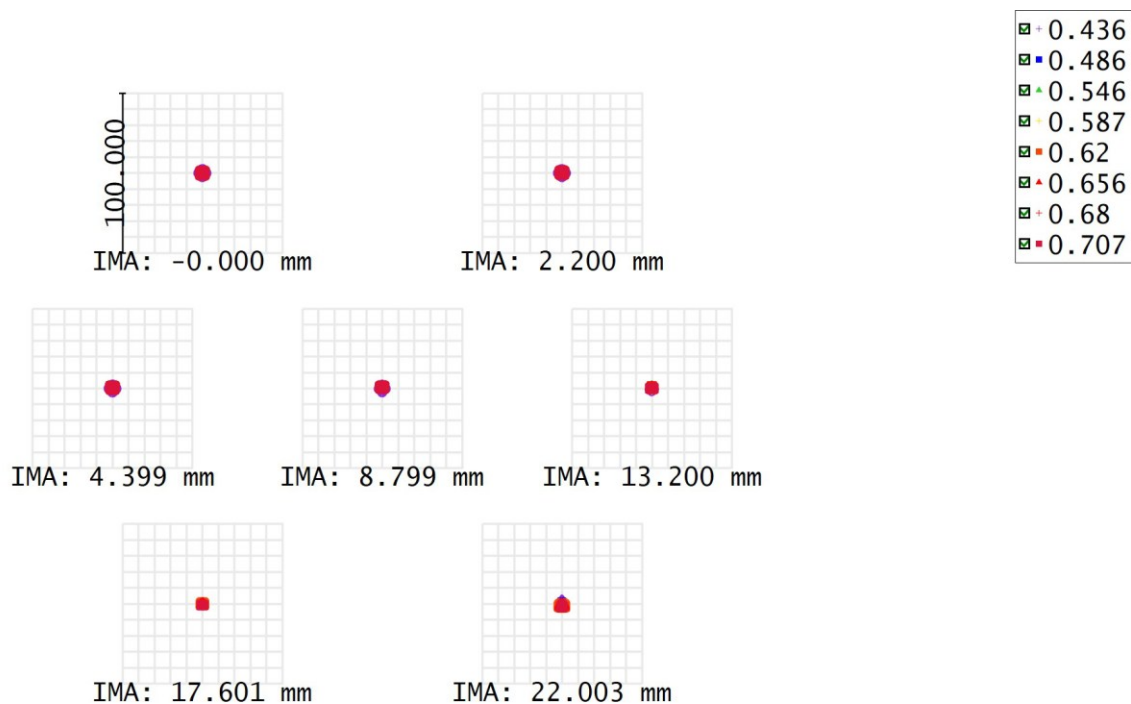 0.436
0.486
0.546
0.587
0.62
0.656
0.68
0.707
100.000
IMA: -0.000 mm
IMA: 2.200 mm
IMA: 4.399 mm
IMA: 8.799 mm
IMA: 13.200 mm
IMA: 17.601 mm
IMA: 22.003 mm